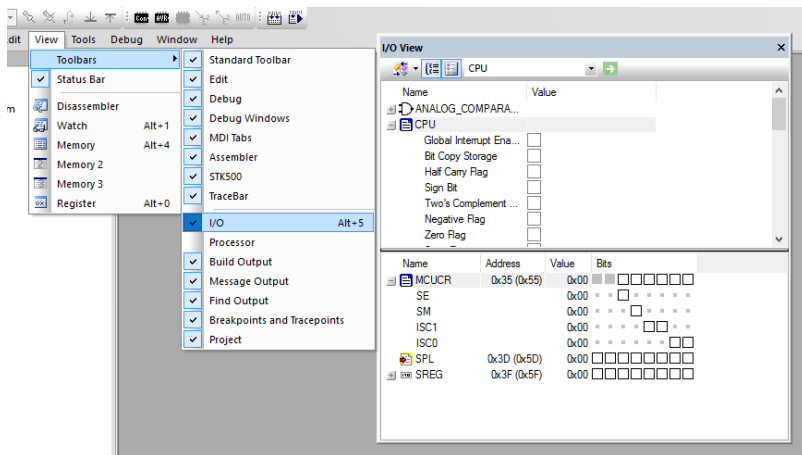 Con AVR AUTO
dit View Tools Debug Window Help
Toolbars
Status Bar
Disassembler
Watch Alt+1
Memory Alt+4
Memory 2
Memory 3
Register Alt+0
m
Standard Toolbar
Edit
Debug
Debug Windows
MDI Tabs
Assembler
STK500
TraceBar
I/O Alt+5
Processor
Build Output
Message Output
Find Output
Breakpoints and Tracepoints
Project
I/O View
CPU
Name Value
ANALOG_COMPARA...
CPU
Global Interrupt Ena...
Bit Copy Storage
Half Carry Flag
Sign Bit
Two's Complement ...
Negative Flag
Zero Flag
Name Address Value Bits
MCUCR 0x35 (0x55) 0x00
SE 0x00
SM 0x00
ISC1 0x00
ISC0 0x00
SPL 0x3D (0x5D) 0x00
SREG 0x3F (0x5F) 0x00